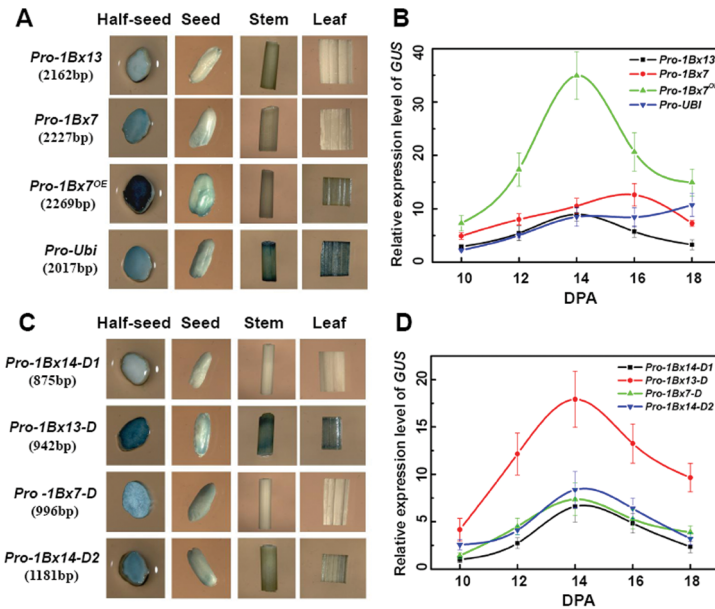 A
Half-seed Seed Stem Leaf
Pro-1Bx13
(2162bp)
Pro-1Bx7
(2227bp)
Pro-1Bx7OE
(2269bp)
Pro-Ubi
(2017bp)
B
Relative expression level of GUS
40
30
20
10
0
10 12 14 16 18
DPA
Pro-1Bx13
Pro-1Bx7
Pro-1Bx7OE
Pro-UBI
C
Half-seed Seed Stem Leaf
Pro-1Bx14-D1
(875bp)
Pro-1Bx13-D
(942bp)
Pro -1Bx7-D
(996bp)
Pro-1Bx14-D2
(1181bp)
D
Relative expression level of GUS
20
15
10
5
0
10 12 14 16 18
DPA
Pro-1Bx14-D1
Pro-1Bx13-D
Pro-1Bx7-D
Pro-1Bx14-D2